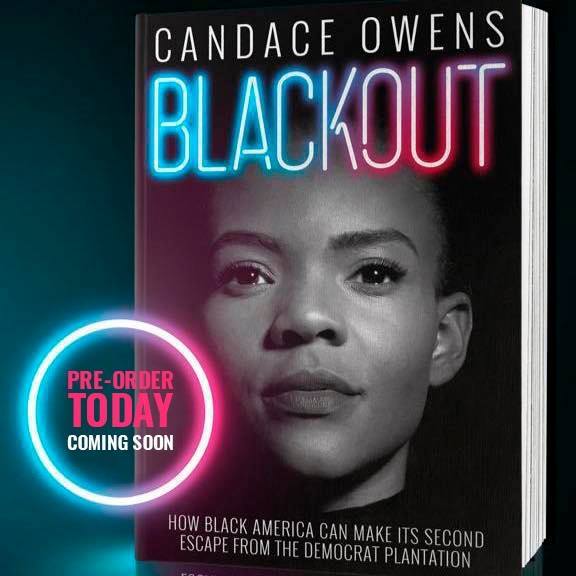 CANDACE OWENS
BLACKOUT
PRE-ORDER
TODAY
COMING SOON
HOW BLACK AMERICA CAN MAKE ITS SECOND
ESCAPE FROM THE DEMOCRAT PLANTATION